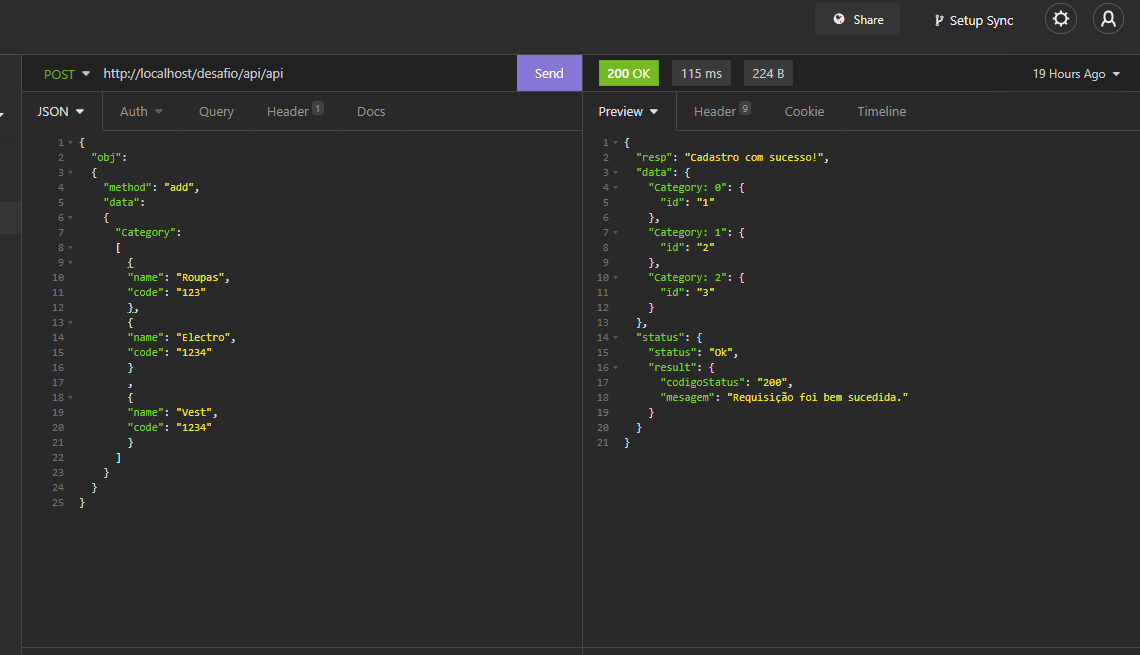 Share
Setup Sync
POST http://localhost/desafio/api/api Send 200 OK 115 ms 224 B 19 Hours Ago
JSON Auth Query Header 1 Docs
1 {
2 "obj":
3 {
4 "method": "add",
5 "data":
6 {
7 "Category":
8 [
9 {
10 "name": "Roupas",
11 "code": "123"
12 },
13 {
14 "name": "Electro",
15 "code": "1234"
16 }
17 ,
18 {
19 "name": "Vest",
20 "code": "1234"
21 }
22 ]
23 }
24 }
25 }
Preview Header 9 Cookie Timeline
1 {
2 "resp": "Cadastro com sucesso!",
3 "data": {
4 "Category: 0": {
5 "id": "1"
6 },
7 "Category: 1": {
8 "id": "2"
9 },
10 "Category: 2": {
11 "id": "3"
12 }
13 },
14 "status": {
15 "status": "Ok",
16 "result": {
17 "codigoStatus": "200",
18 "mesagem": "Requisição foi bem sucedida."
19 }
20 }
21 }